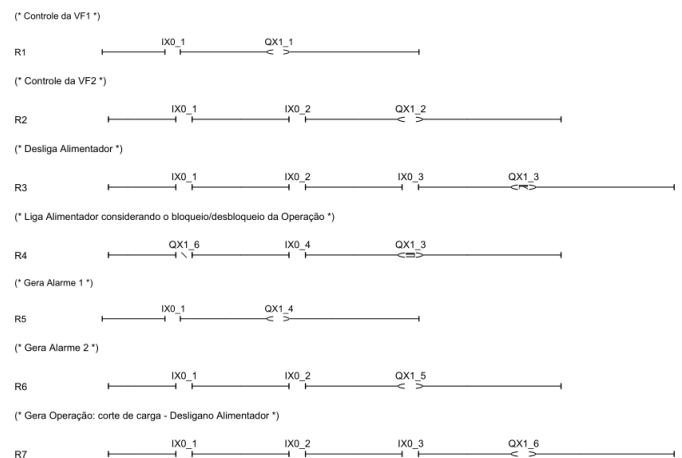 (* Controle da VF1 *)
IX0_1 QX1_1
R1
(* Controle da VF2 *)
IX0_1 IX0_2 QX1_2
R2
(* Desliga Alimentador *)
IX0_1 IX0_2 IX0_3 QX1_3
R3
(* Liga Alimentador considerando o bloqueio/desbloqueio da Operação *)
QX1_6 IX0_4 QX1_3
R4
(* Gera Alarme 1 *)
IX0_1 QX1_4
R5
(* Gera Alarme 2 *)
IX0_1 IX0_2 QX1_5
R6
(* Gera Operação: corte de carga - Desligano Alimentador *)
IX0_1 IX0_2 IX0_3 QX1_6
R7